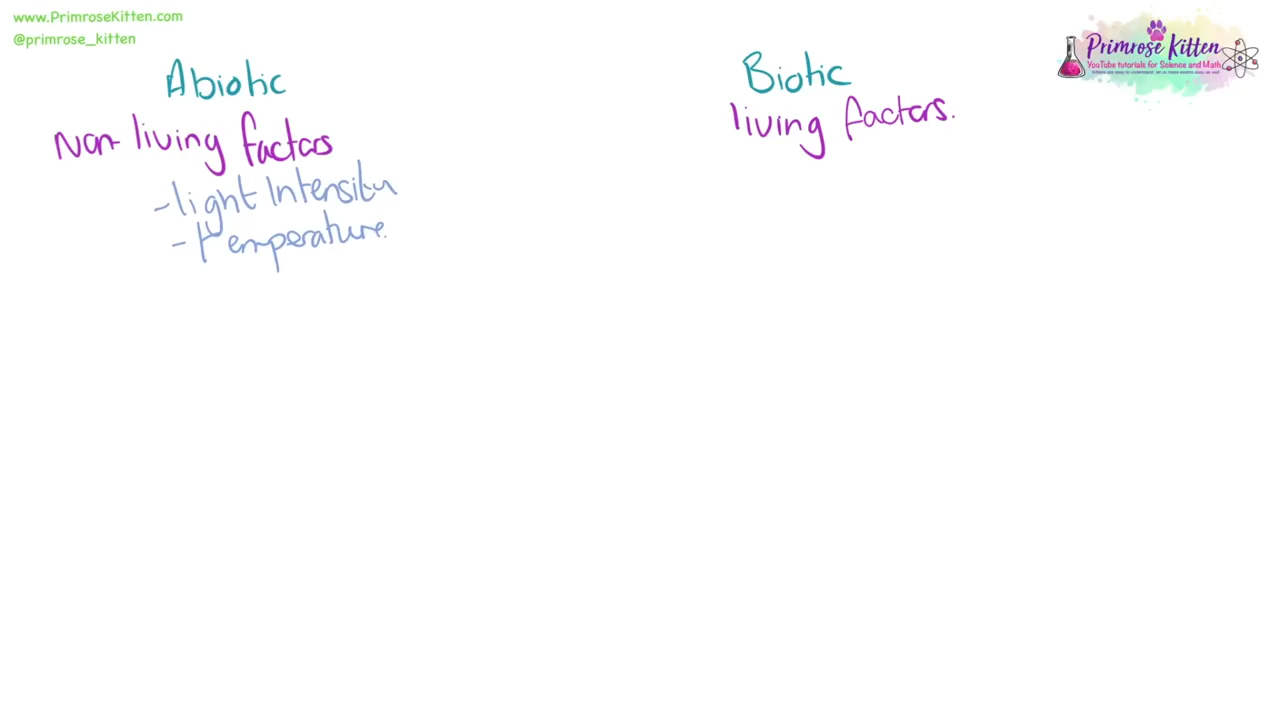 www.PrimroseKitten.com
@primrose_kitten
Abiotic
Non-living factors
-light Intensity
-temperature.
Biotic
living factors.
Primrose Kitten
YouTube tutorials for Science and Math